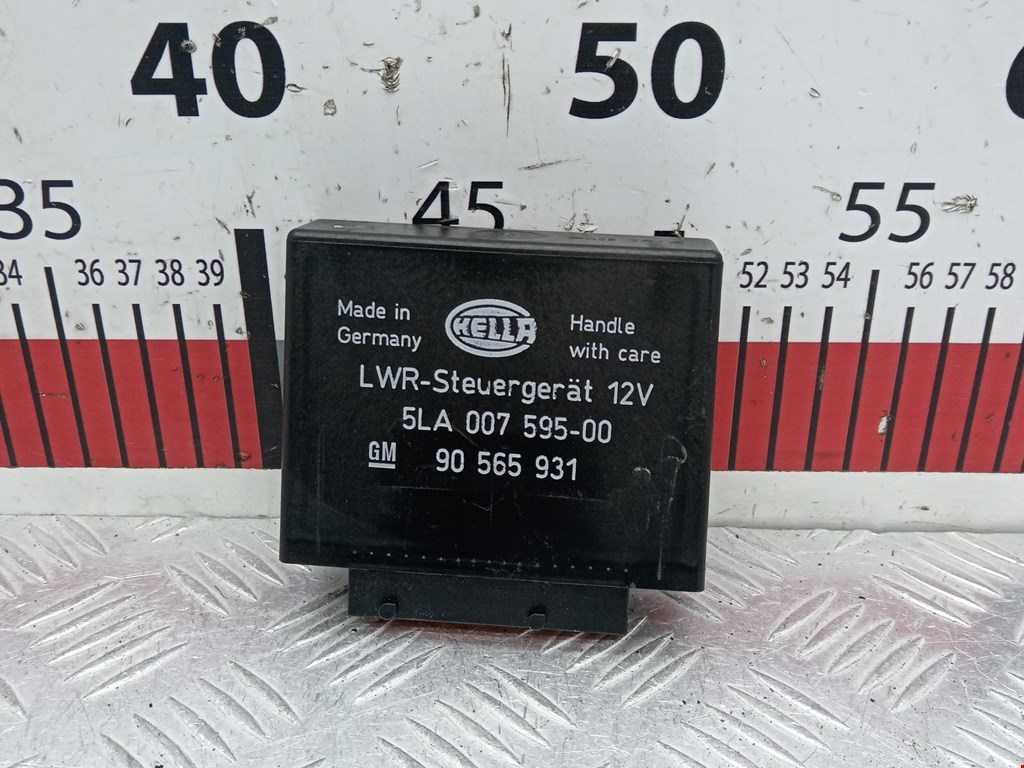 40 50
35 45 55
34 36 37 38 39 52 53 54 56 57 58
Made in
Germany
HELLA
Handle
with care
LWR-Steuergerät 12V
5LA 007 595-00
GM 90 565 931